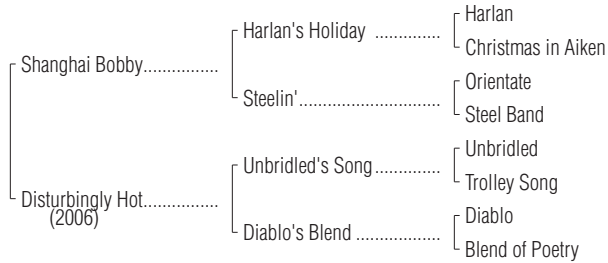 Harlan
Harlan's Holiday ..............
Christmas in Aiken
Shanghai Bobby................
Orientate
Steelin'..............................
Steel Band
Unbridled
Unbridled's Song..............
Trolley Song
Disturbingly Hot................
(2006)
Diablo
Diablo's Blend ..................
Blend of Poetry